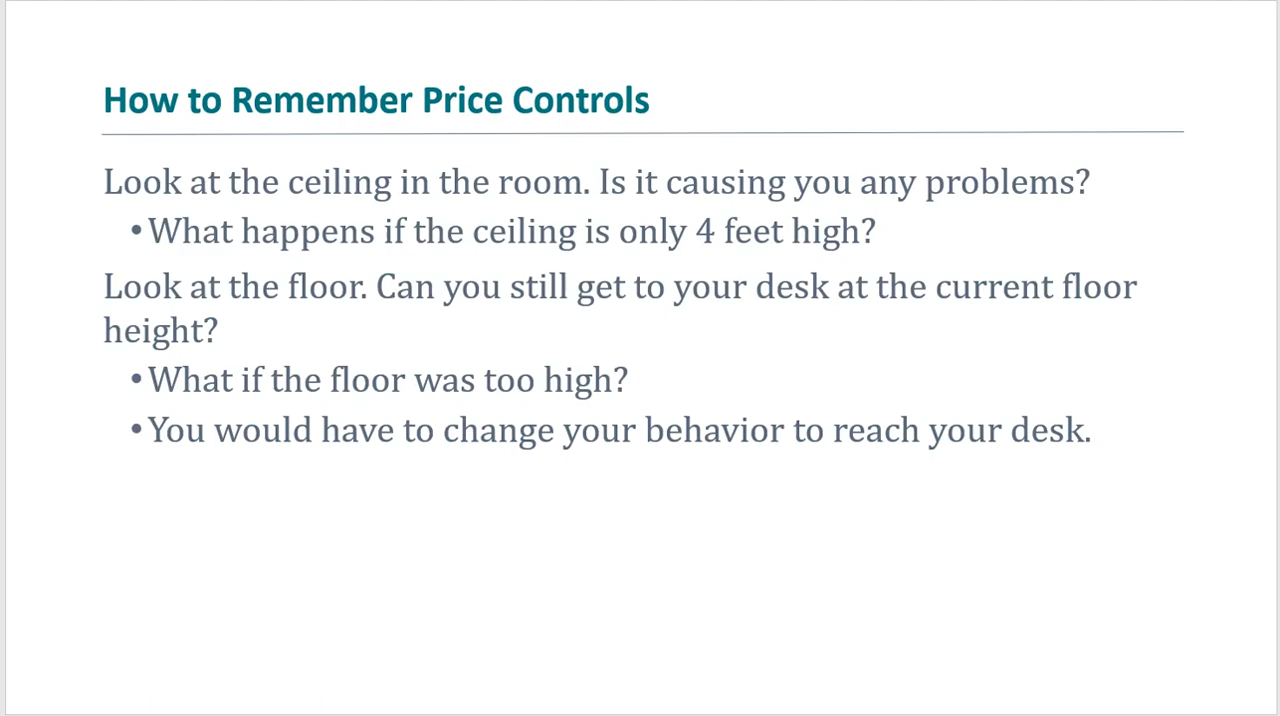 How to Remember Price Controls
Look at the ceiling in the room. Is it causing you any problems?
•What happens if the ceiling is only 4 feet high?
Look at the floor. Can you still get to your desk at the current floor
height?
•What if the floor was too high?
•You would have to change your behavior to reach your desk.